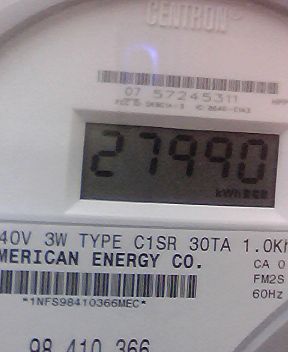 CENTRON®
07 57245311
27990
kWh
40V 3W TYPE C1SR 30TA 1.0Kh
MERICAN ENERGY CO.
CA 0
FM2S
60Hz
*1NFS98410366MEC*
98 410 366